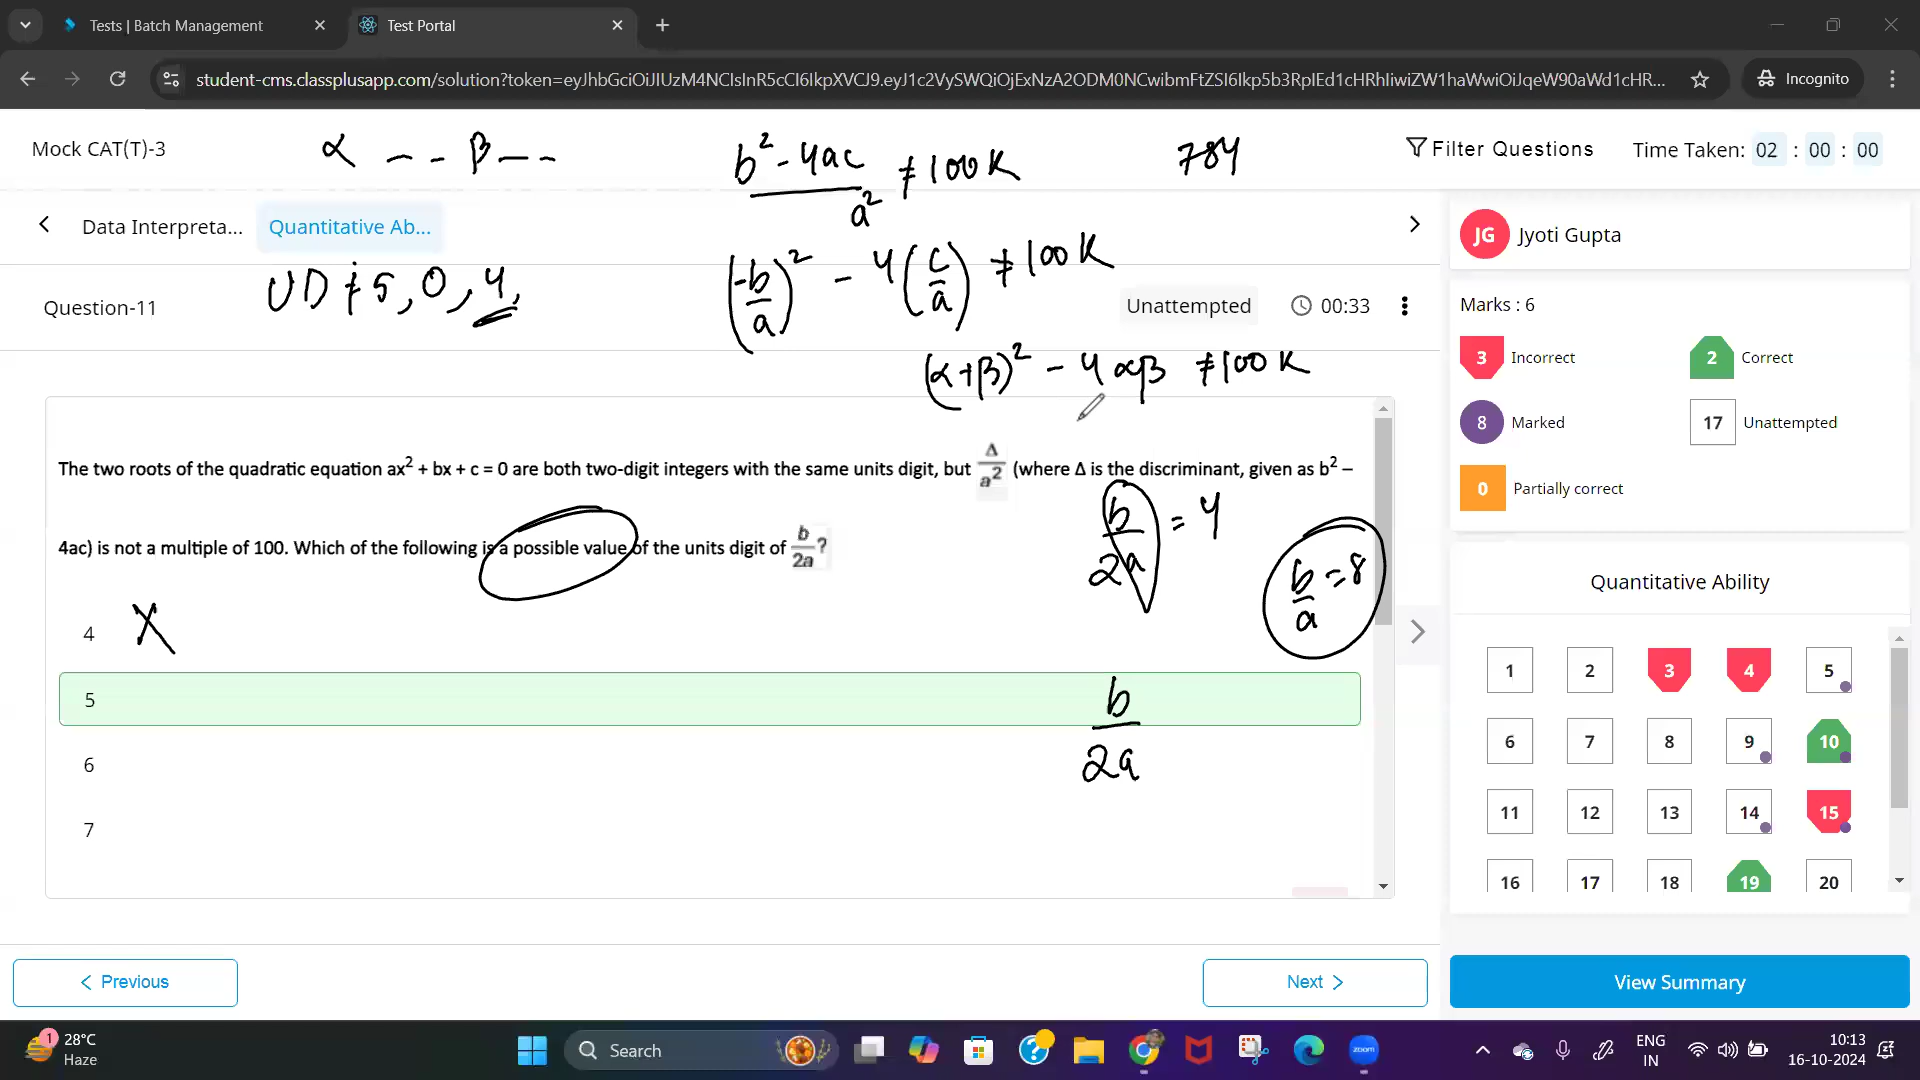 Tests | Batch Management
Test Portal
student-cms.classplusapp.com/solution?token=eyJhbGciOiJIUzM4NCIsInR5cCI6IkpXVCJ9.eyJ1c2VySWQiOjExNzA2ODM0NCwibmFtZSI6Ikp5b3RpIEd1cHRhIiwiZW1haWwiOiJqeW90aWd1cHR...
Incognito
Mock CAT(T)-3
α -- β --
b² - 4ac / a² ≠ 100K
784
Filter Questions
Time Taken: 02 : 00 : 00
Data Interpreta...
Quantitative Ab...
JG Jyoti Gupta
UD ≠ 5, 0, 4,
(-b/a)² - 4(c/a) ≠ 100K
Question-11
Unattempted
00:33
Marks : 6
3 Incorrect
2 Correct
(α+β)² - 4αβ ≠ 100K
8 Marked
17 Unattempted
0 Partially correct
The two roots of the quadratic equation ax² + bx + c = 0 are both two-digit integers with the same units digit, but Δ/a² (where Δ is the discriminant, given as b² –
4ac) is not a multiple of 100. Which of the following is a possible value of the units digit of b/2a?
b/2a = 4
b/a = 8
4 X
5
b/2a
6
7
Quantitative Ability
1 2 3 4 5
6 7 8 9 10
11 12 13 14 15
16 17 18 19 20
Previous
Next
View Summary
1
28°C
Haze
Search
zoom
ENG
IN
10:13
16-10-2024